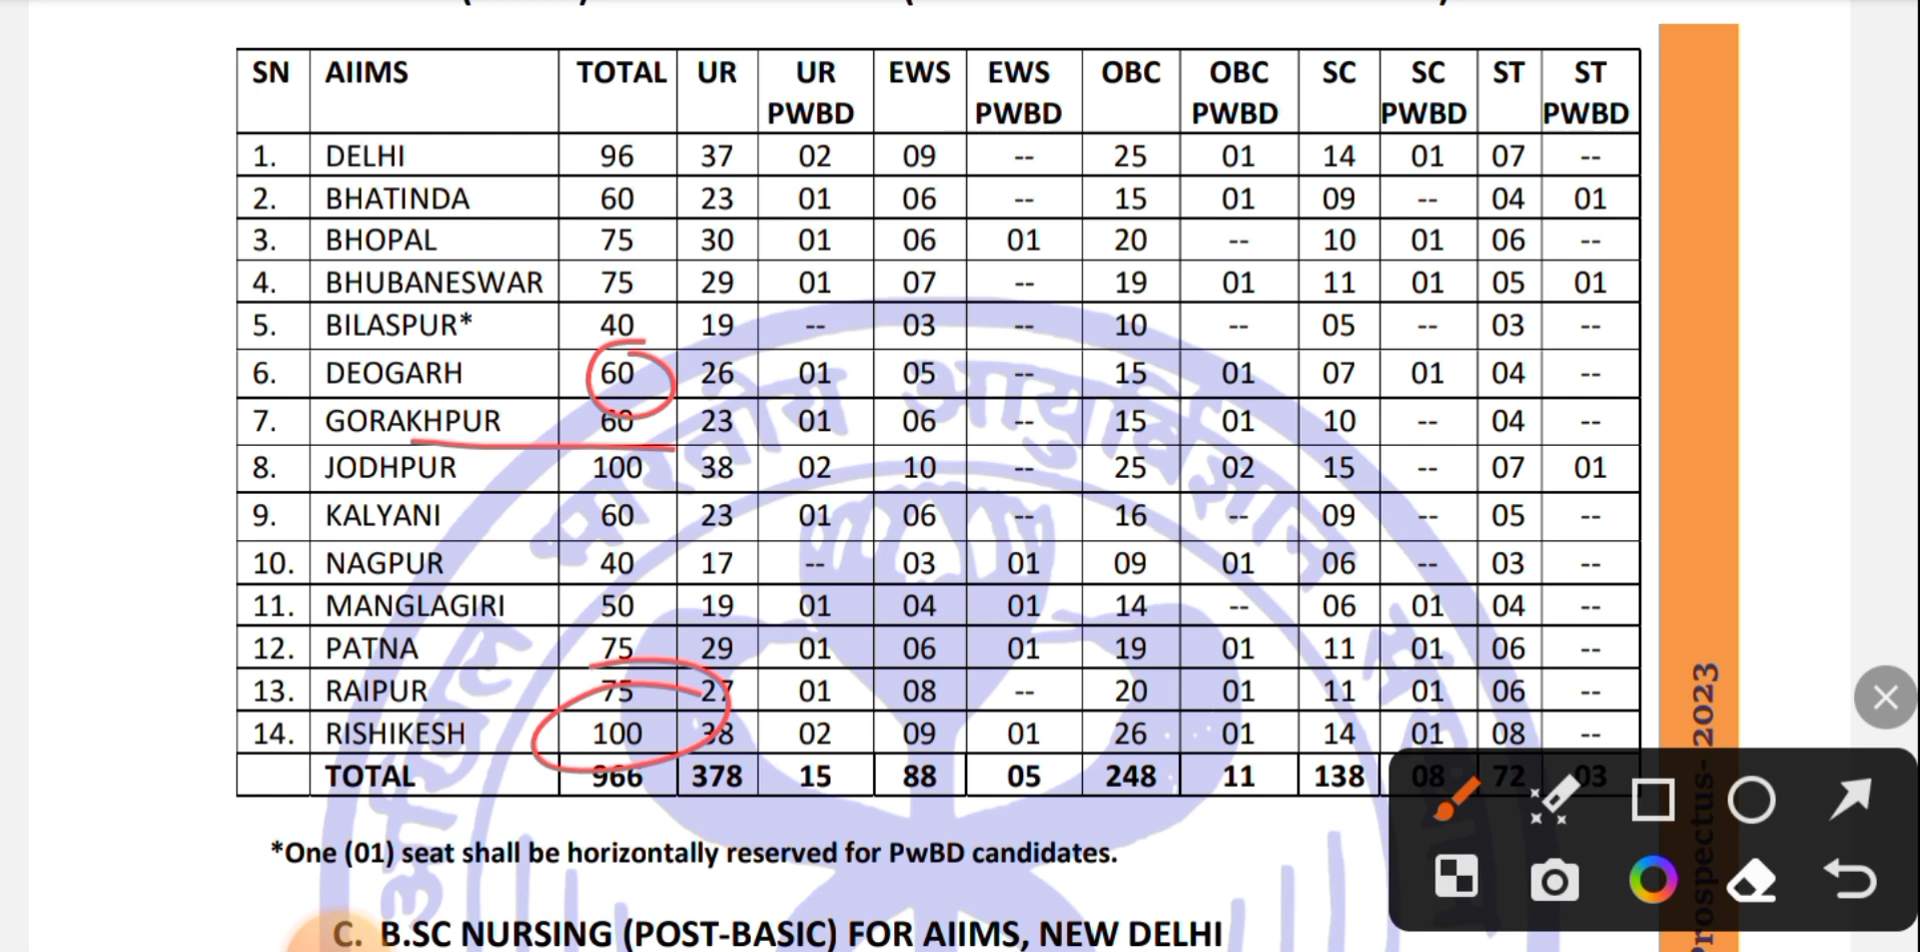 SN AIIMS TOTAL UR UR PWBD EWS EWS PWBD OBC OBC PWBD SC SC PWBD ST ST PWBD
1. DELHI 96 37 02 09 -- 25 01 14 01 07 --
2. BHATINDA 60 23 01 06 -- 15 01 09 -- 04 01
3. BHOPAL 75 30 01 06 01 20 -- 10 01 06 --
4. BHUBANESWAR 75 29 01 07 -- 19 01 11 01 05 01
5. BILASPUR* 40 19 -- 03 -- 10 -- 05 -- 03 --
6. DEOGARH 60 26 01 05 -- 15 01 07 01 04 --
7. GORAKHPUR 60 23 01 06 -- 15 01 10 -- 04 --
8. JODHPUR 100 38 02 10 -- 25 02 15 -- 07 01
9. KALYANI 60 23 01 06 -- 16 -- 09 -- 05 --
10. NAGPUR 40 17 -- 03 01 09 01 06 -- 03 --
11. MANGLAGIRI 50 19 01 04 01 14 -- 06 01 04 --
12. PATNA 75 29 01 06 01 19 01 11 01 06 --
13. RAIPUR 75 27 01 08 -- 20 01 11 01 06 --
14. RISHIKESH 100 38 02 09 01 26 01 14 01 08 --
TOTAL 966 378 15 88 05 248 11 138 08 72 03
*One (01) seat shall be horizontally reserved for PwBD candidates.
C. B.SC NURSING (POST-BASIC) FOR AIIMS, NEW DELHI
Prospectus-2023
भारतीय आयुर्विज्ञान
अखिल